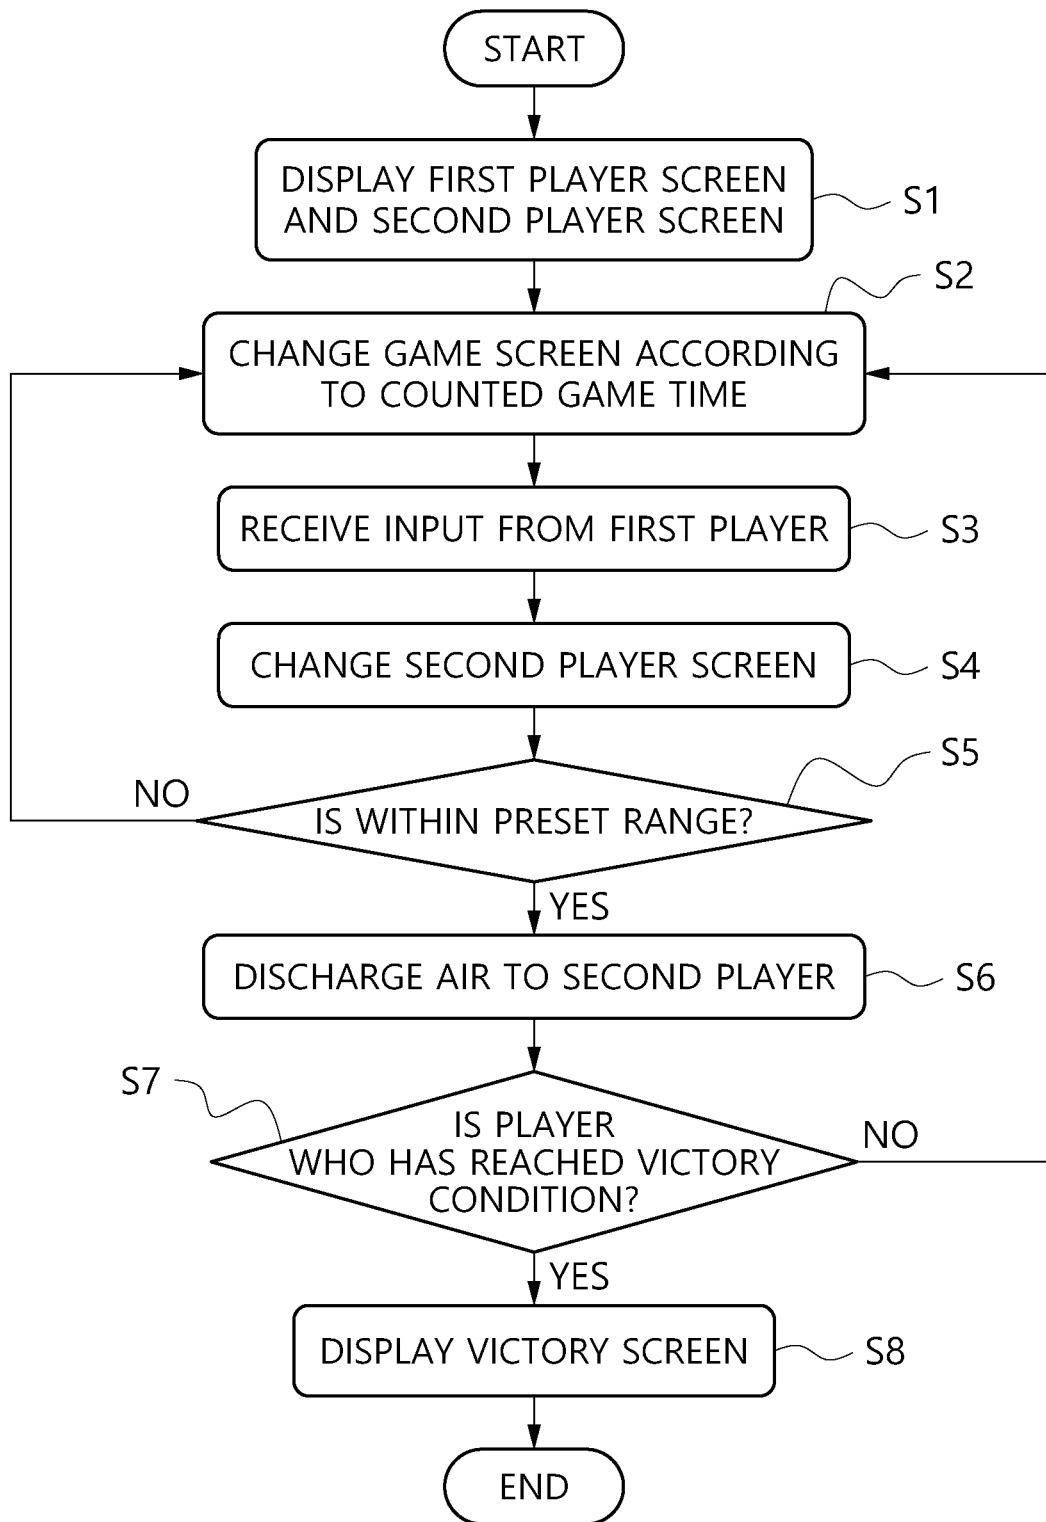 START
DISPLAY FIRST PLAYER SCREEN
AND SECOND PLAYER SCREEN
S1
S2
CHANGE GAME SCREEN ACCORDING
TO COUNTED GAME TIME
RECEIVE INPUT FROM FIRST PLAYER
S3
CHANGE SECOND PLAYER SCREEN
S4
S5
NO
IS WITHIN PRESET RANGE?
YES
DISCHARGE AIR TO SECOND PLAYER
S6
S7
IS PLAYER
WHO HAS REACHED VICTORY
CONDITION?
NO
YES
DISPLAY VICTORY SCREEN
S8
END